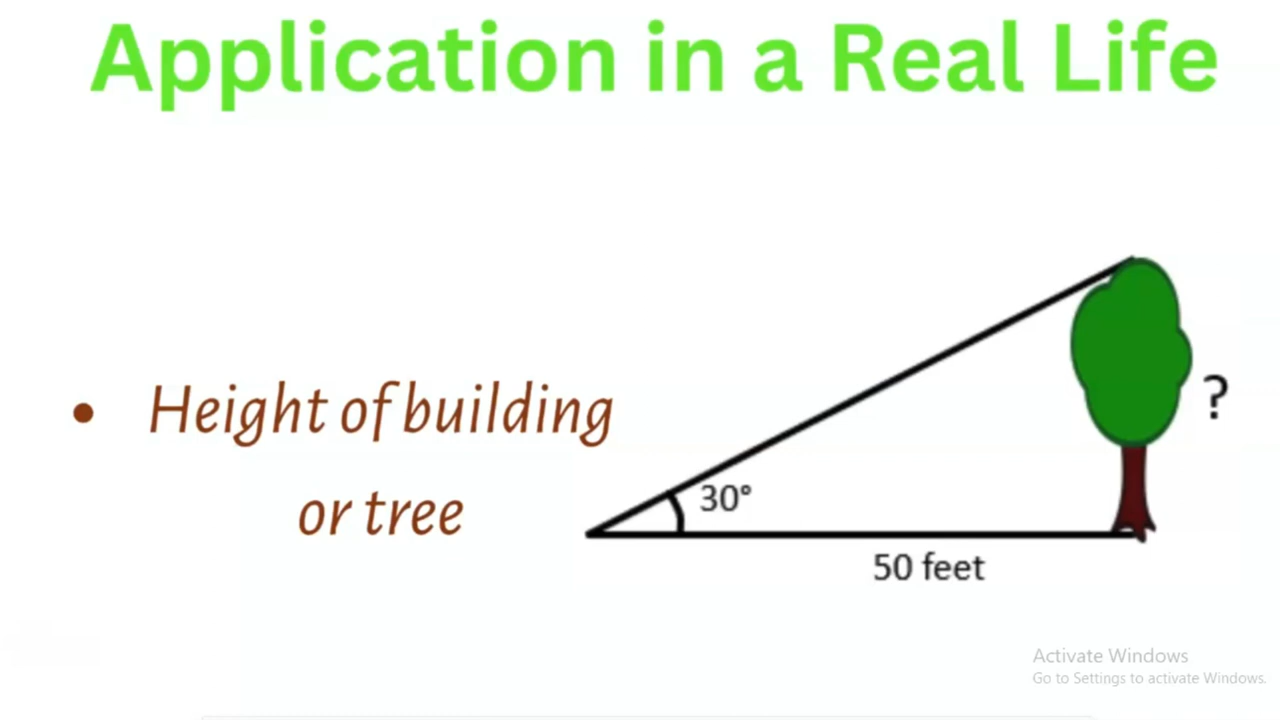 Application in a Real Life
• Height of building
or tree
30°
?
50 feet
Activate Windows
Go to Settings to activate Windows.